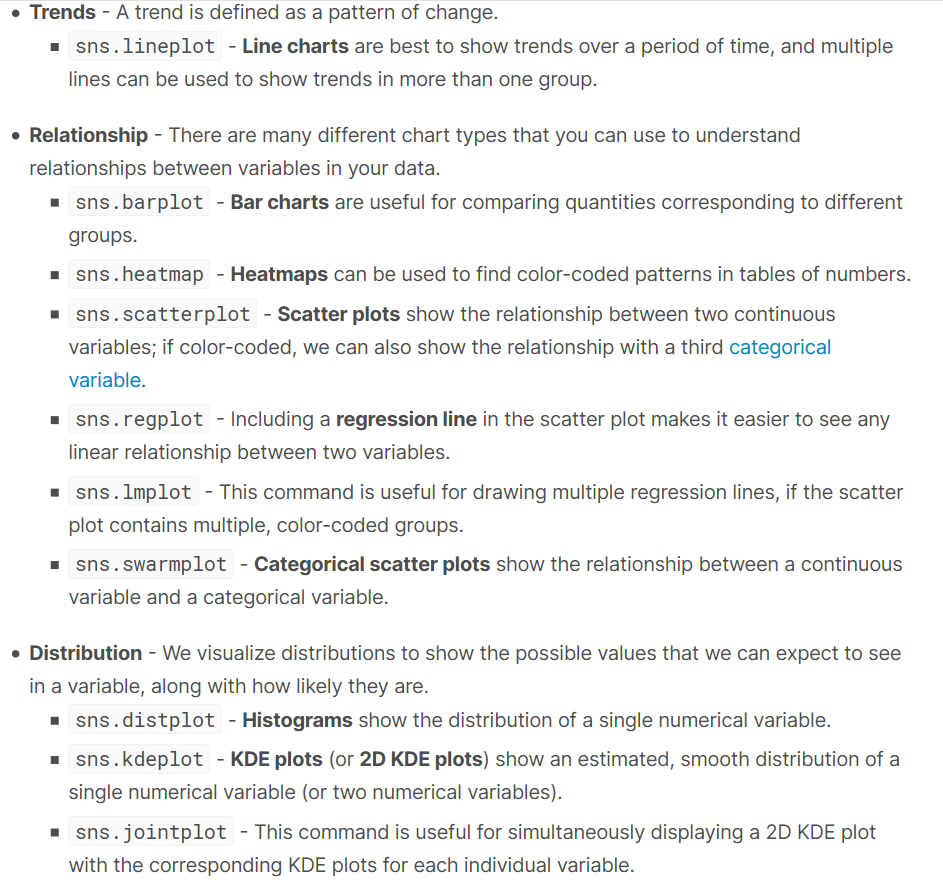 • Trends - A trend is defined as a pattern of change.
▪ sns.lineplot - Line charts are best to show trends over a period of time, and multiple
lines can be used to show trends in more than one group.
• Relationship - There are many different chart types that you can use to understand
relationships between variables in your data.
▪ sns.barplot - Bar charts are useful for comparing quantities corresponding to different
groups.
▪ sns.heatmap - Heatmaps can be used to find color-coded patterns in tables of numbers.
▪ sns.scatterplot - Scatter plots show the relationship between two continuous
variables; if color-coded, we can also show the relationship with a third categorical
variable.
▪ sns.regplot - Including a regression line in the scatter plot makes it easier to see any
linear relationship between two variables.
▪ sns.lmplot - This command is useful for drawing multiple regression lines, if the scatter
plot contains multiple, color-coded groups.
▪ sns.swarmplot - Categorical scatter plots show the relationship between a continuous
variable and a categorical variable.
• Distribution - We visualize distributions to show the possible values that we can expect to see
in a variable, along with how likely they are.
▪ sns.distplot - Histograms show the distribution of a single numerical variable.
▪ sns.kdeplot - KDE plots (or 2D KDE plots) show an estimated, smooth distribution of a
single numerical variable (or two numerical variables).
▪ sns.jointplot - This command is useful for simultaneously displaying a 2D KDE plot
with the corresponding KDE plots for each individual variable.